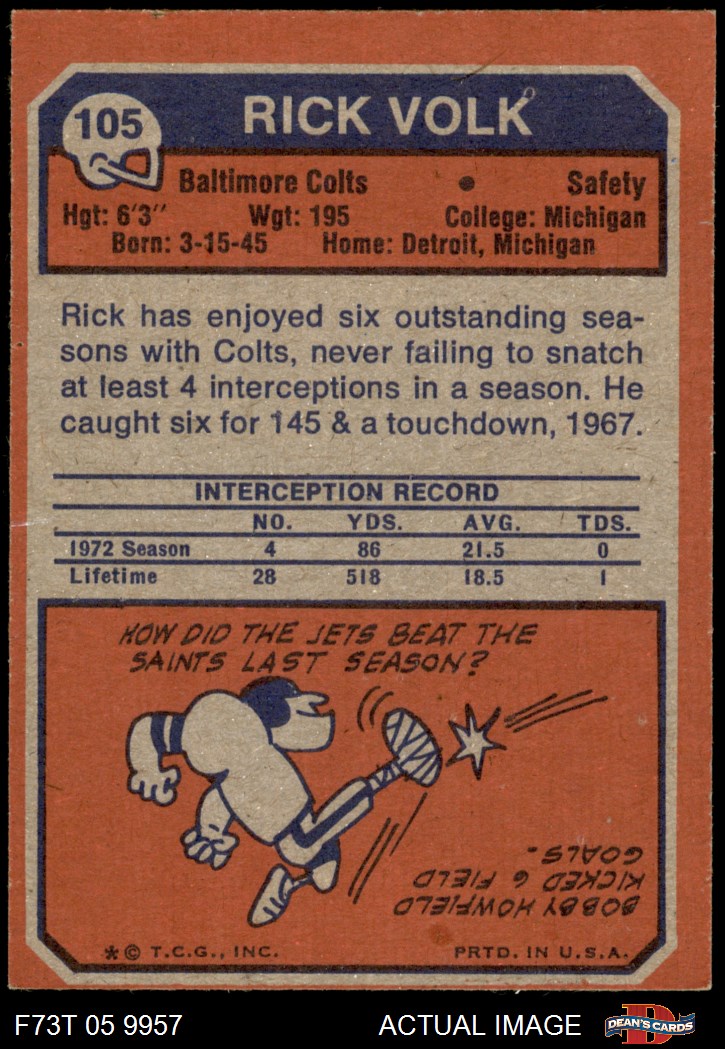 105
RICK VOLK
Baltimore Colts • Safety
Hgt: 6'3" Wgt: 195 College: Michigan
Born: 3-15-45 Home: Detroit, Michigan
Rick has enjoyed six outstanding sea-
sons with Colts, never failing to snatch
at least 4 interceptions in a season. He
caught six for 145 & a touchdown, 1967.
INTERCEPTION RECORD
NO. YDS. AVG. TDS.
1972 Season 4 86 21.5 0
Lifetime 28 518 18.5 1
HOW DID THE JETS BEAT THE
SAINTS LAST SEASON?
BOBBY HOWFIELD
KICKED 6 FIELD
GOALS.
*© T.C.G., INC. PRTD. IN U.S.A.
F73T 05 9957 ACTUAL IMAGE
DEAN'S CARDS